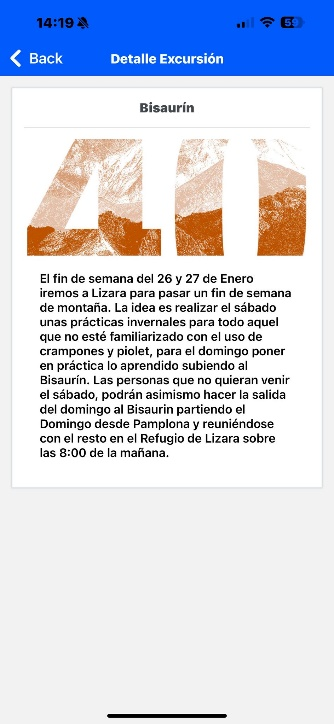 14:19
Back
Detalle Excursión
Bisaurín
40
El fin de semana del 26 y 27 de Enero
iremos a Lizara para pasar un fin de semana
de montaña. La idea es realizar el sábado
unas prácticas invernales para todo aquel
que no esté familiarizado con el uso de
crampones y piolet, para el domingo poner
en práctica lo aprendido subiendo al
Bisaurín. Las personas que no quieran venir
el sábado, podrán asimismo hacer la salida
del domingo al Bisaurin partiendo el
Domingo desde Pamplona y reuniéndose
con el resto en el Refugio de Lizara sobre
las 8:00 de la mañana.